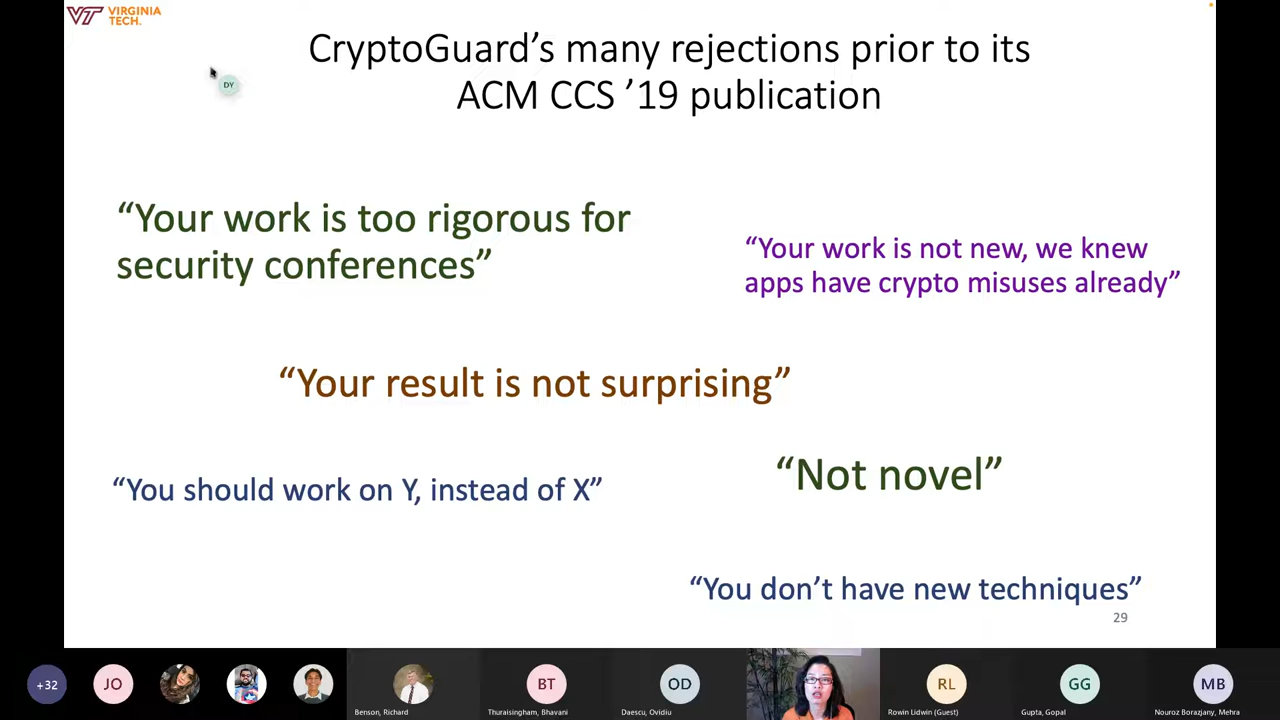 VIRGINIA
TECH.
CryptoGuard’s many rejections prior to its
ACM CCS ’19 publication
DY
“Your work is too rigorous for
security conferences”
“Your work is not new, we knew
apps have crypto misuses already”
“Your result is not surprising”
“Not novel”
“You should work on Y, instead of X”
“You don’t have new techniques”
29
+32
JO
BT
OD
RL
GG
MB
Benson, Richard
Thuraisingham, Bhavani
Daescu, Ovidiu
Rowin Lidwin (Guest)
Gupta, Gopal
Nouroz Borazjany, Mehra